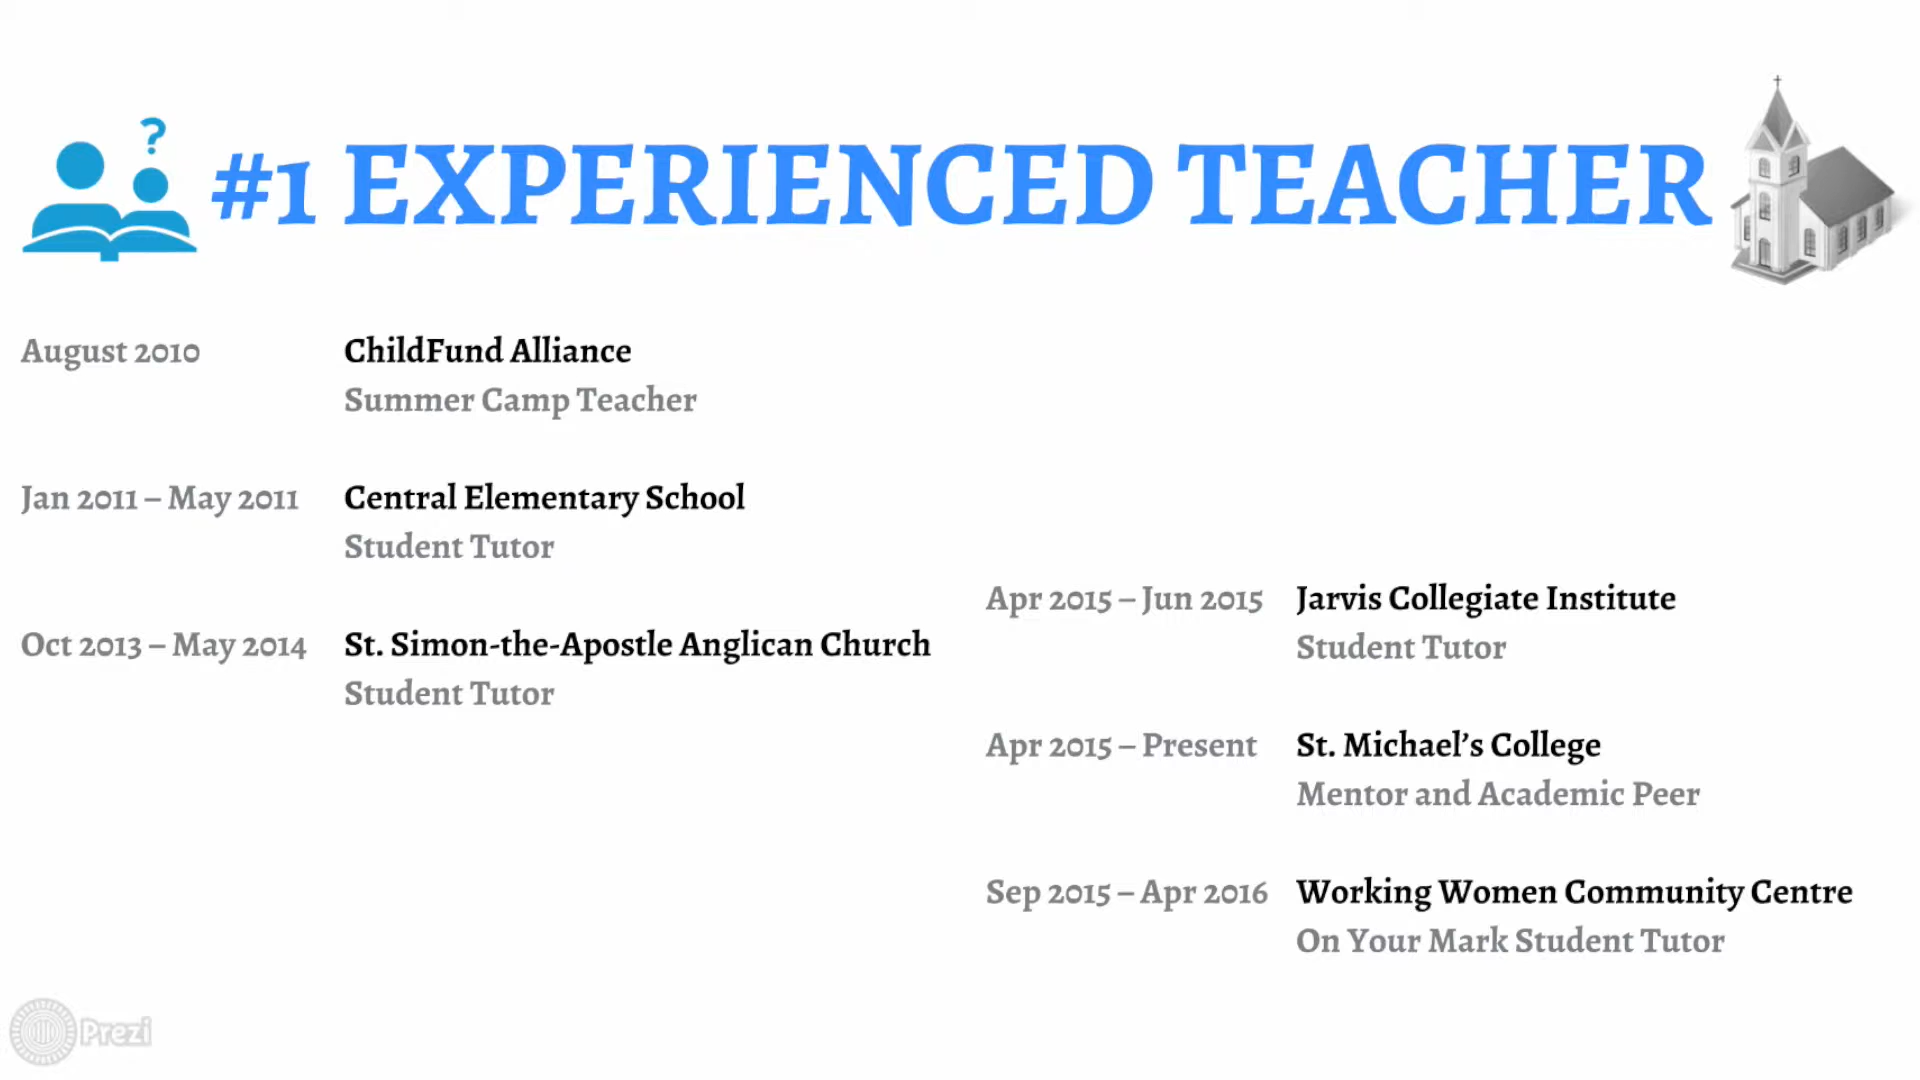 ?
#1 EXPERIENCED TEACHER
August 2010 ChildFund Alliance
Summer Camp Teacher
Jan 2011 – May 2011 Central Elementary School
Student Tutor
Oct 2013 – May 2014 St. Simon-the-Apostle Anglican Church
Student Tutor
Apr 2015 – Jun 2015 Jarvis Collegiate Institute
Student Tutor
Apr 2015 – Present St. Michael’s College
Mentor and Academic Peer
Sep 2015 – Apr 2016 Working Women Community Centre
On Your Mark Student Tutor
Prezi